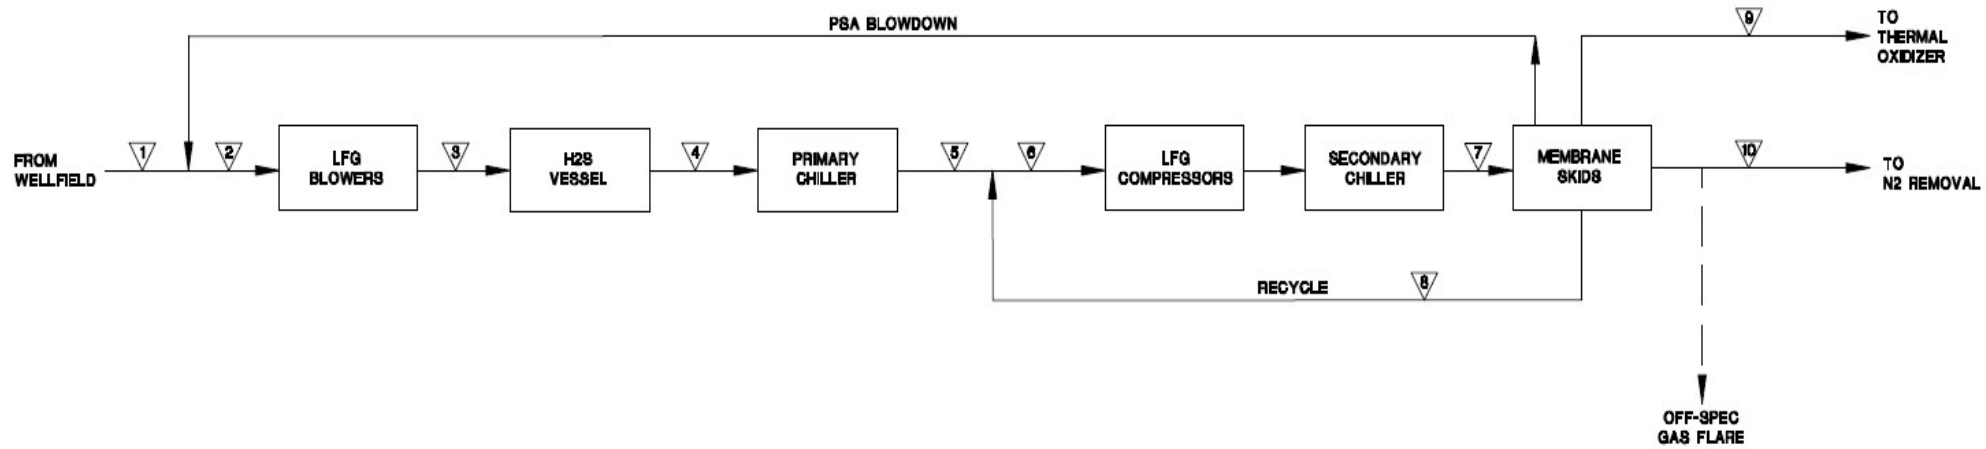 PSA BLOWDOWN
9
TO
THERMAL
OXIDIZER
FROM
WELLFIELD
1
2
LFG
BLOWERS
3
H2S
VESSEL
4
PRIMARY
CHILLER
5
6
LFG
COMPRESSORS
SECONDARY
CHILLER
7
MEMBRANE
SKIDS
10
TO
N2 REMOVAL
RECYCLE
8
OFF-SPEC
GAS FLARE